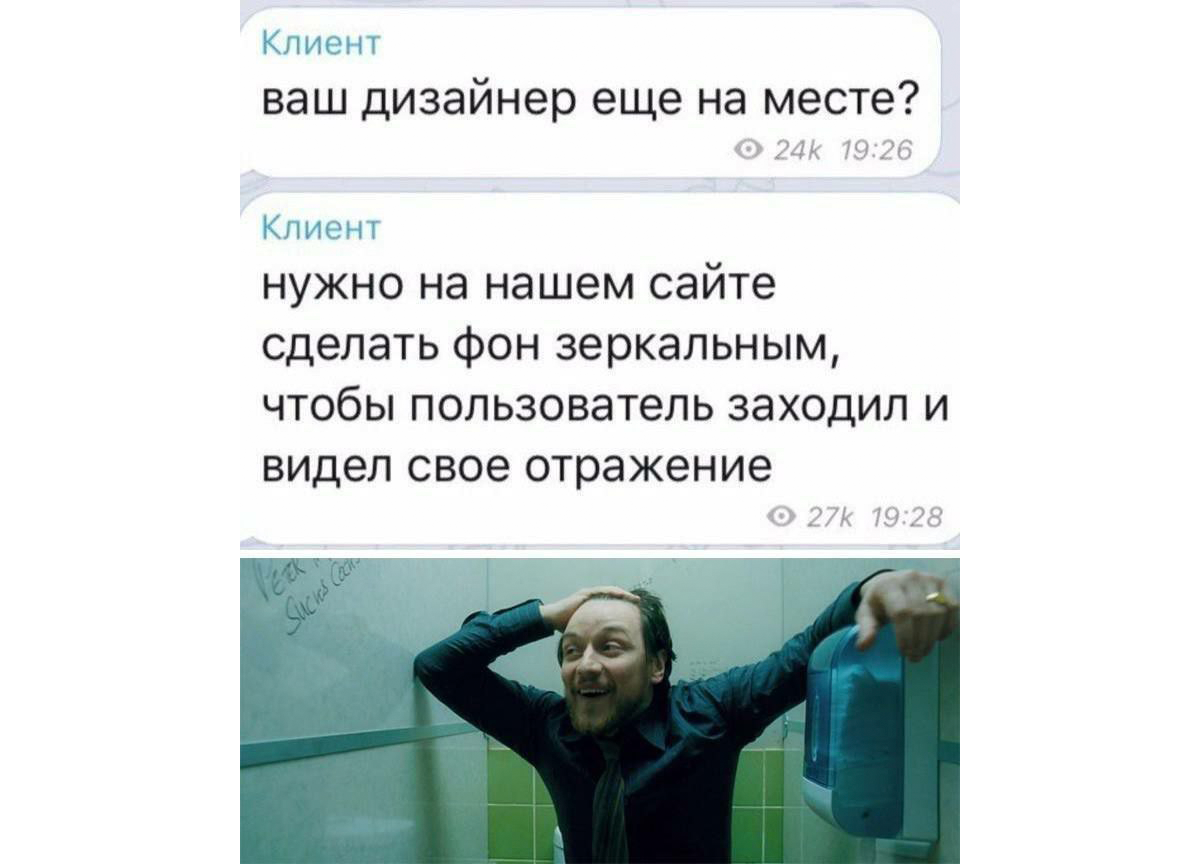 Клиент
ваш дизайнер еще на месте?
24k 19:26
Клиент
нужно на нашем сайте
сделать фон зеркальным,
чтобы пользователь заходил и
видел свое отражение
27k 19:28
Sucks